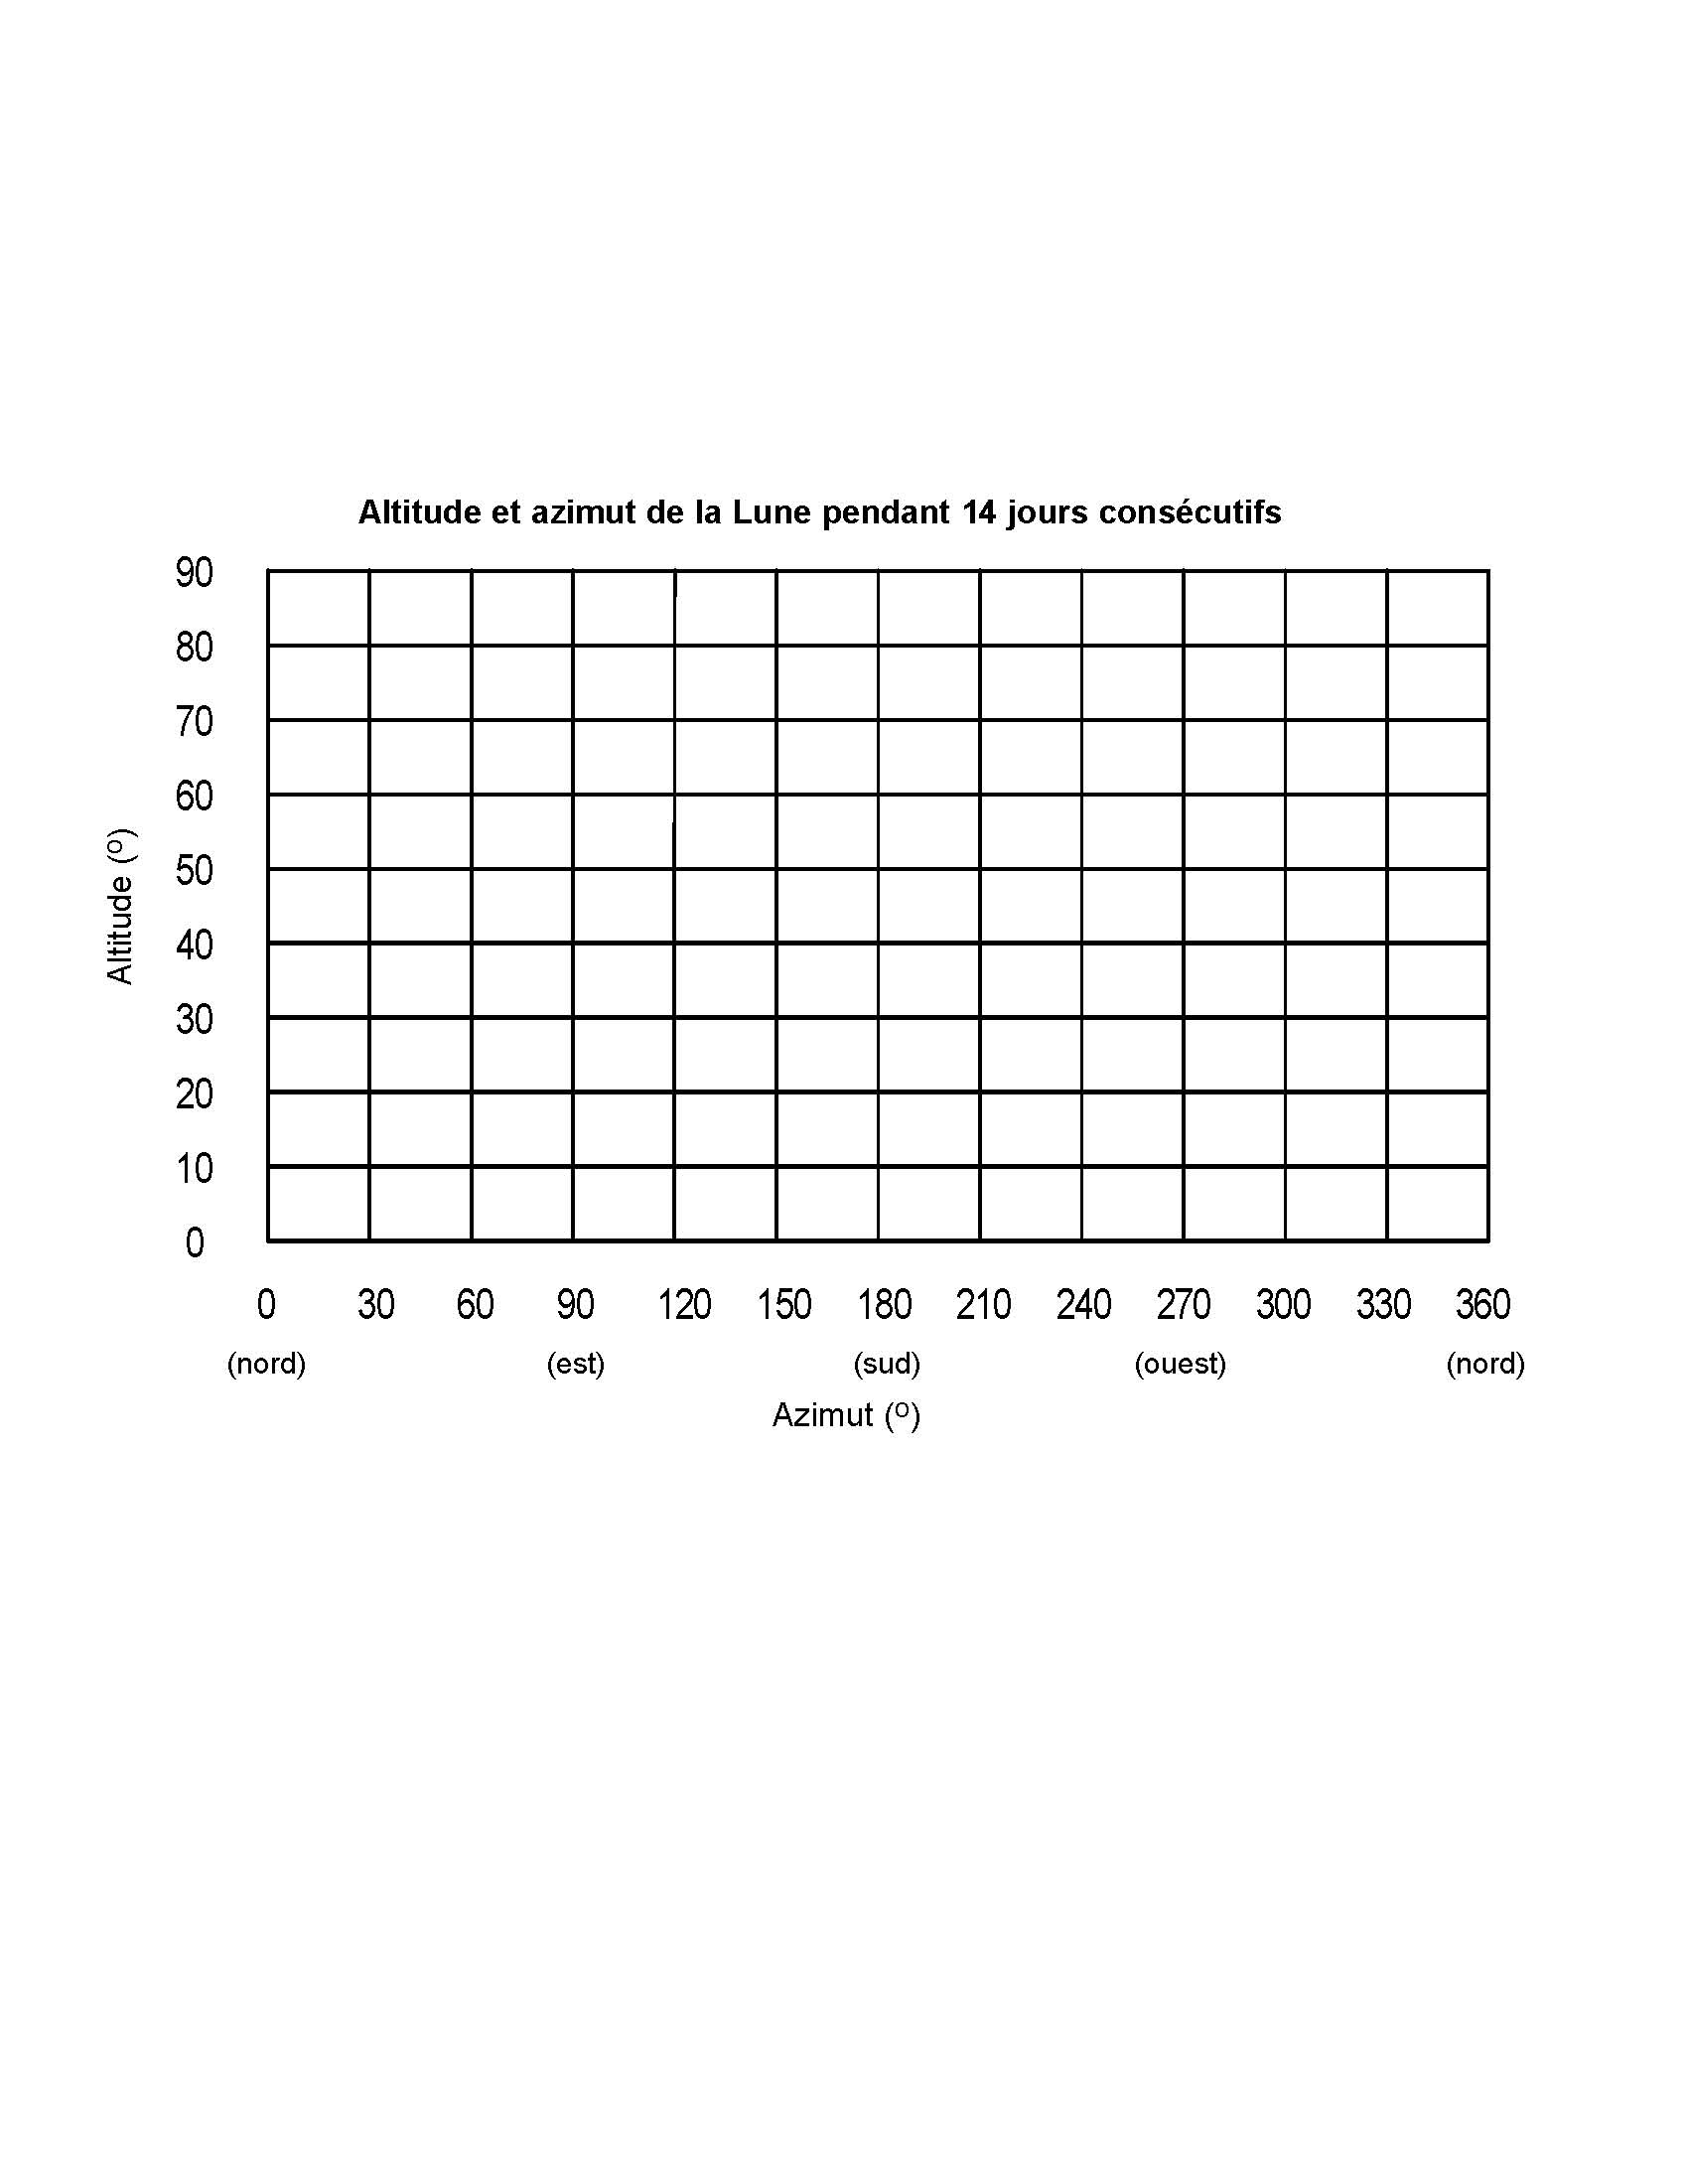 Altitude et azimut de la Lune pendant 14 jours consécutifs
90
80
70
60
50
40
30
20
10
0
Altitude (º)
0 30 60 90 120 150 180 210 240 270 300 330 360
(nord) (est) (sud) (ouest) (nord)
Azimut (º)